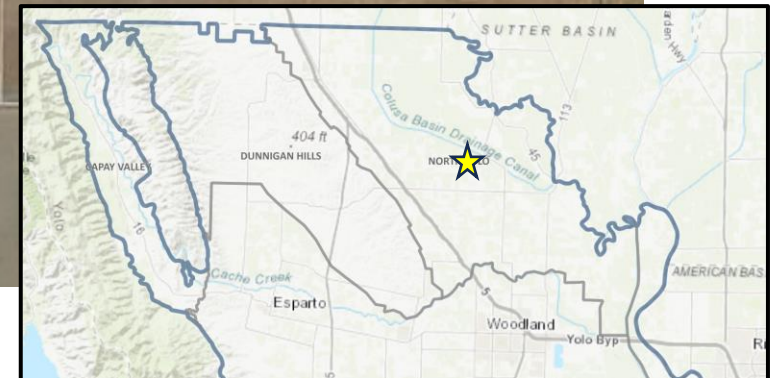 SUTTER BASIN
Colusa Basin Drainage Canal
113
45
404 ft
DUNNIGAN HILLS
CAPAY VALLEY
Yolo
16
Cache Creek
Esparto
5
Woodland
Yolo Byp
AMERICAN BAS